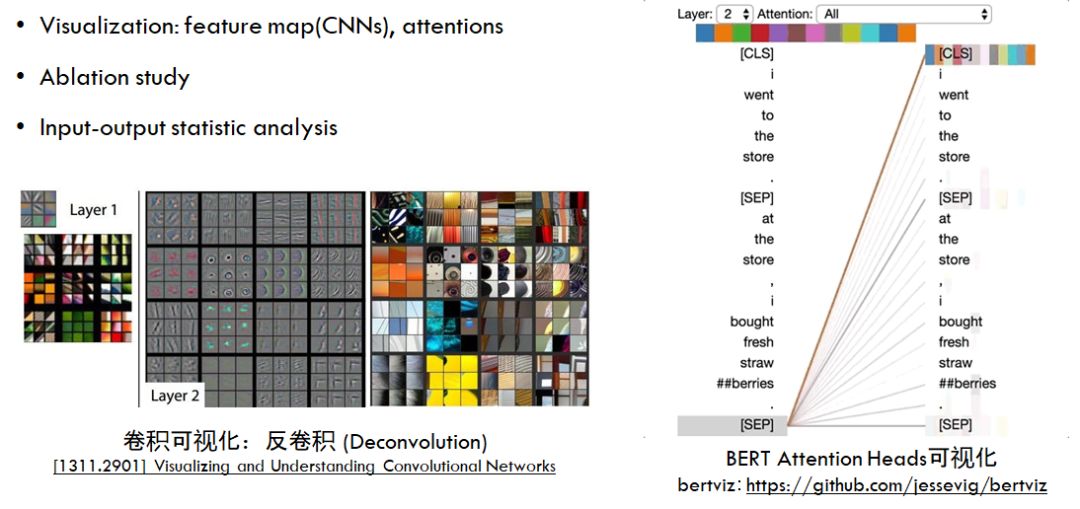 • Visualization: feature map(CNNs), attentions
• Ablation study
• Input-output statistic analysis
Layer 1
Layer 2
卷积可视化：反卷积 (Deconvolution)
[1311.2901] Visualizing and Understanding Convolutional Networks
Layer: 2 Attention: All
[CLS] [CLS]
i i
went went
to to
the the
store store
. .
[SEP] [SEP]
at at
the the
store store
, ,
i i
bought bought
fresh fresh
straw straw
##berries ##berries
. .
[SEP] [SEP]
BERT Attention Heads可视化
bertviz: https://github.com/jessevig/bertviz